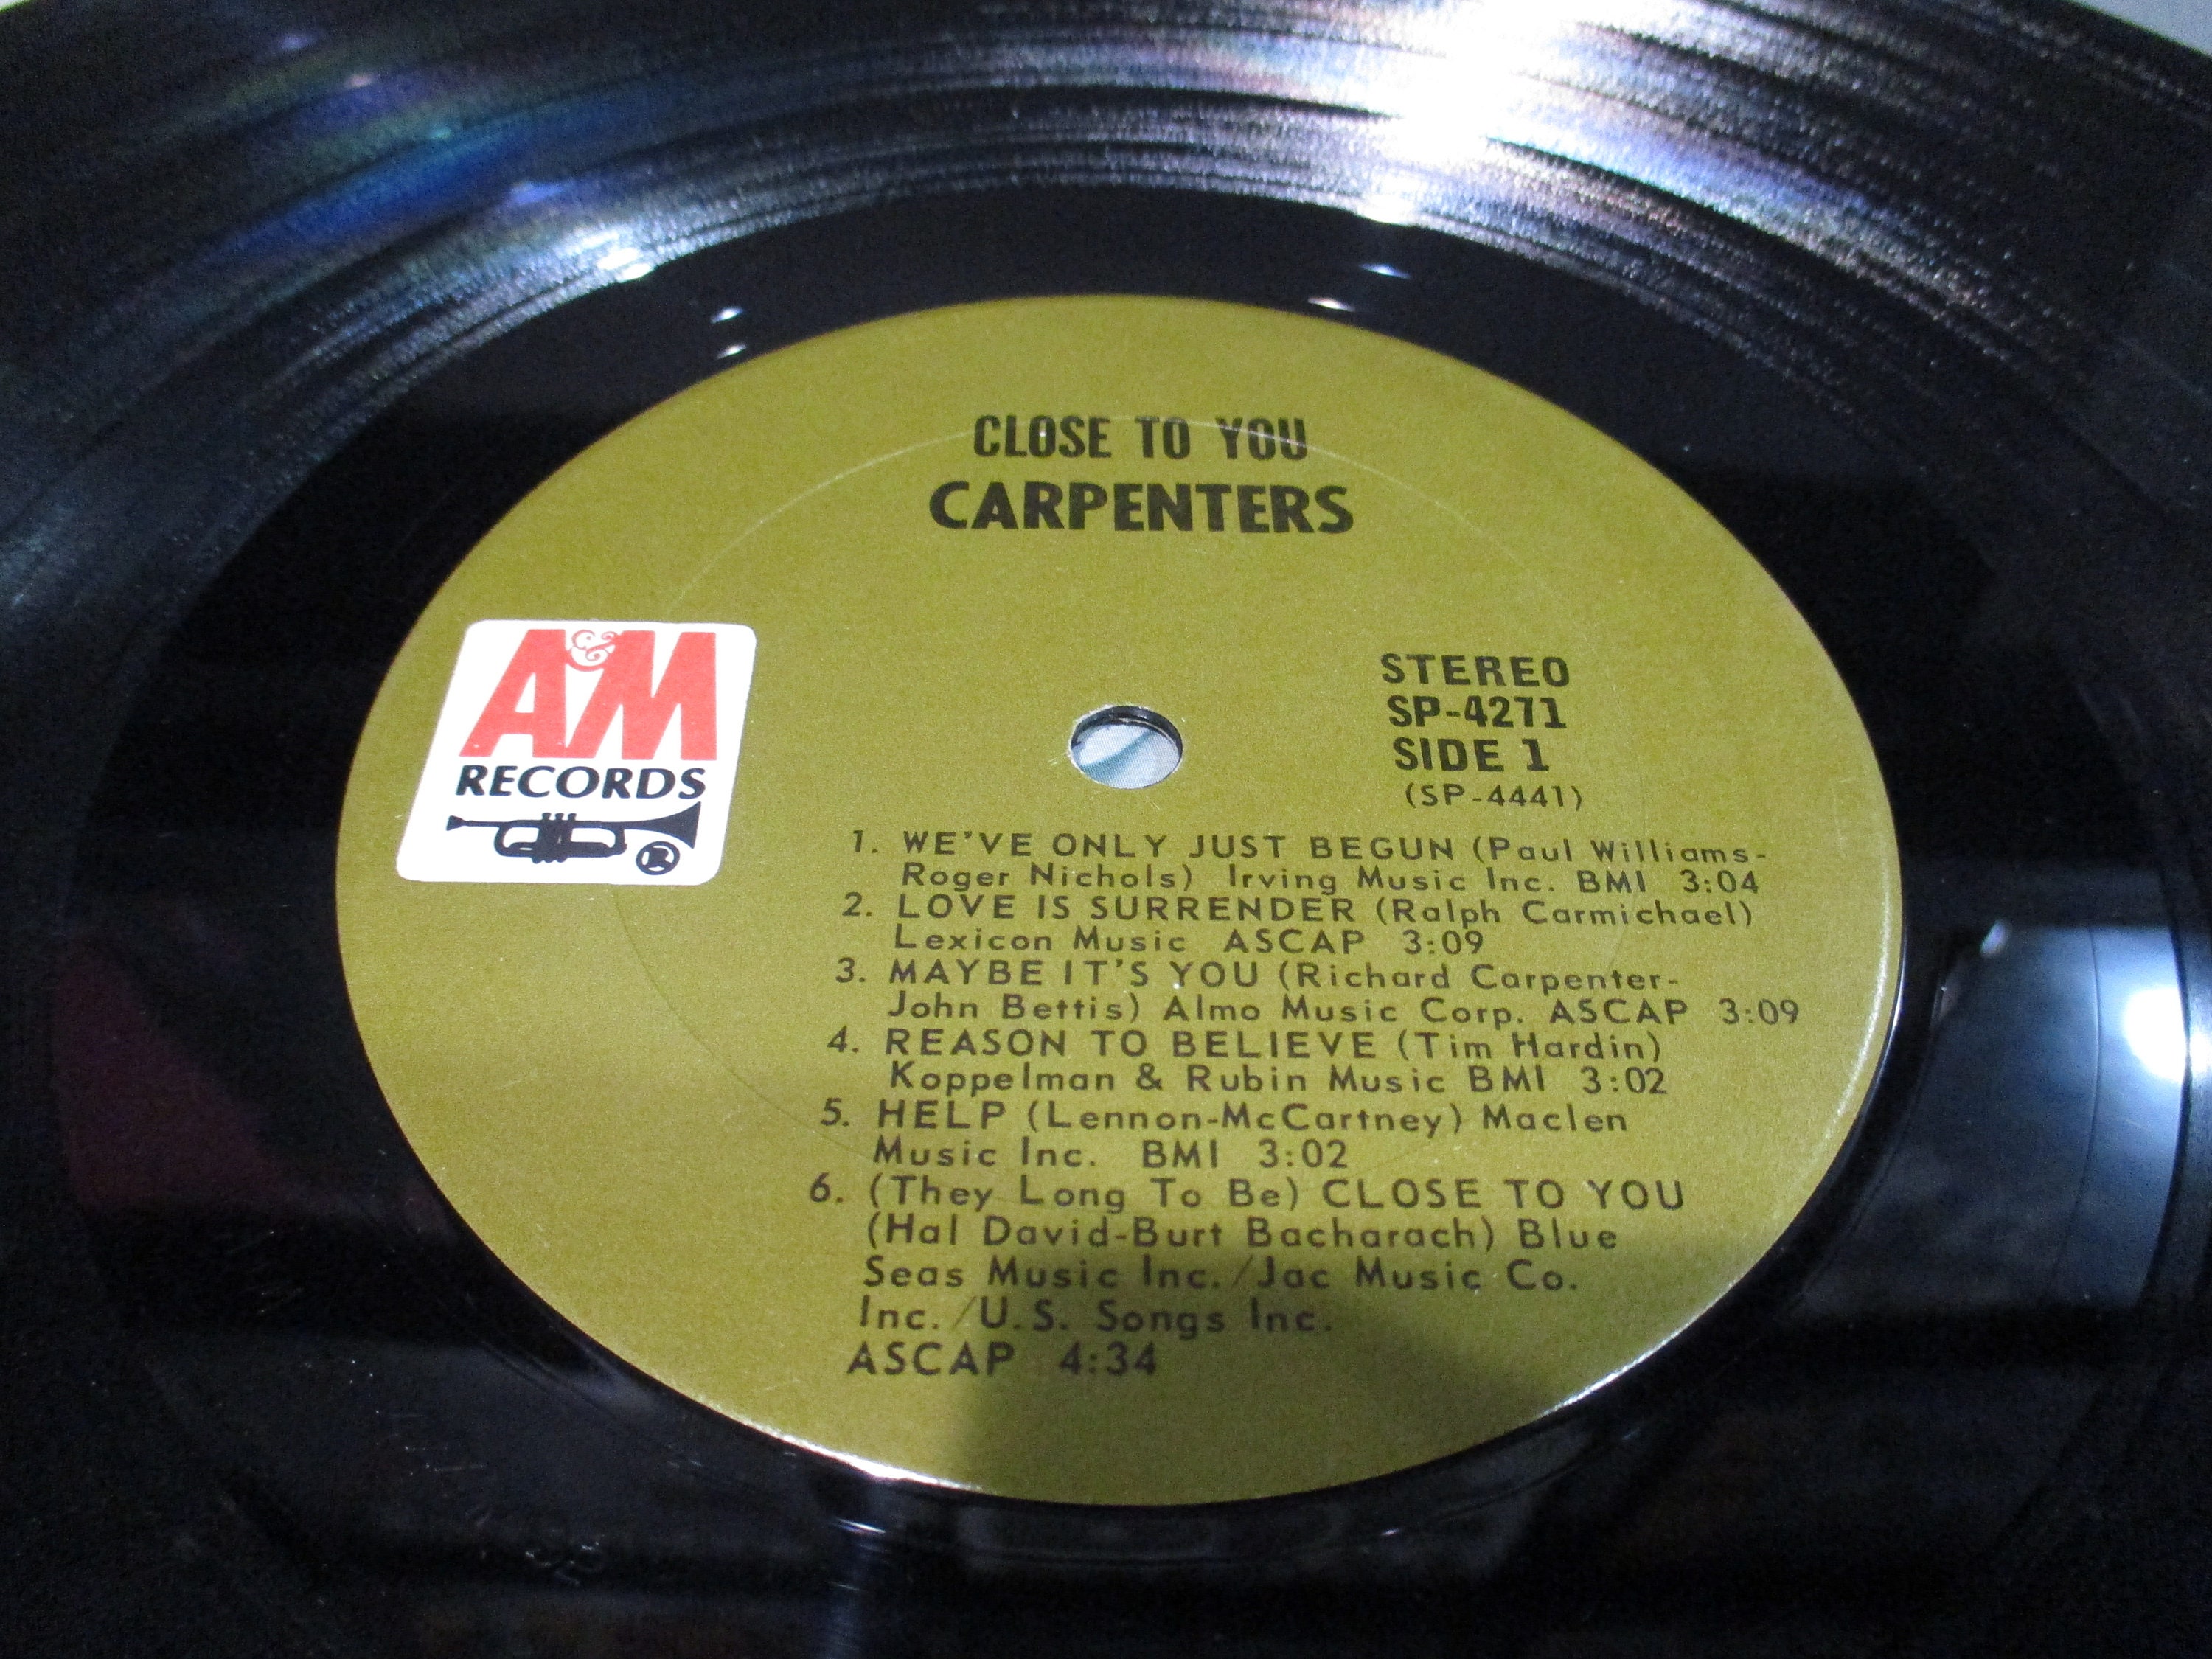 CLOSE TO YOU
CARPENTERS
A&M
RECORDS
®
STEREO
SP-4271
SIDE 1
(SP-4441)
1. WE'VE ONLY JUST BEGUN (Paul Williams-
Roger Nichols) Irving Music Inc. BMI 3:04
2. LOVE IS SURRENDER (Ralph Carmichael)
Lexicon Music ASCAP 3:09
3. MAYBE IT'S YOU (Richard Carpenter-
John Bettis) Almo Music Corp. ASCAP 3:09
4. REASON TO BELIEVE (Tim Hardin)
Koppelman & Rubin Music BMI 3:02
5. HELP (Lennon-McCartney) Maclen
Music Inc. BMI 3:02
6. (They Long To Be) CLOSE TO YOU
(Hal David-Burt Bacharach) Blue
Seas Music Inc./Jac Music Co.
Inc./U.S. Songs Inc.
ASCAP 4:34